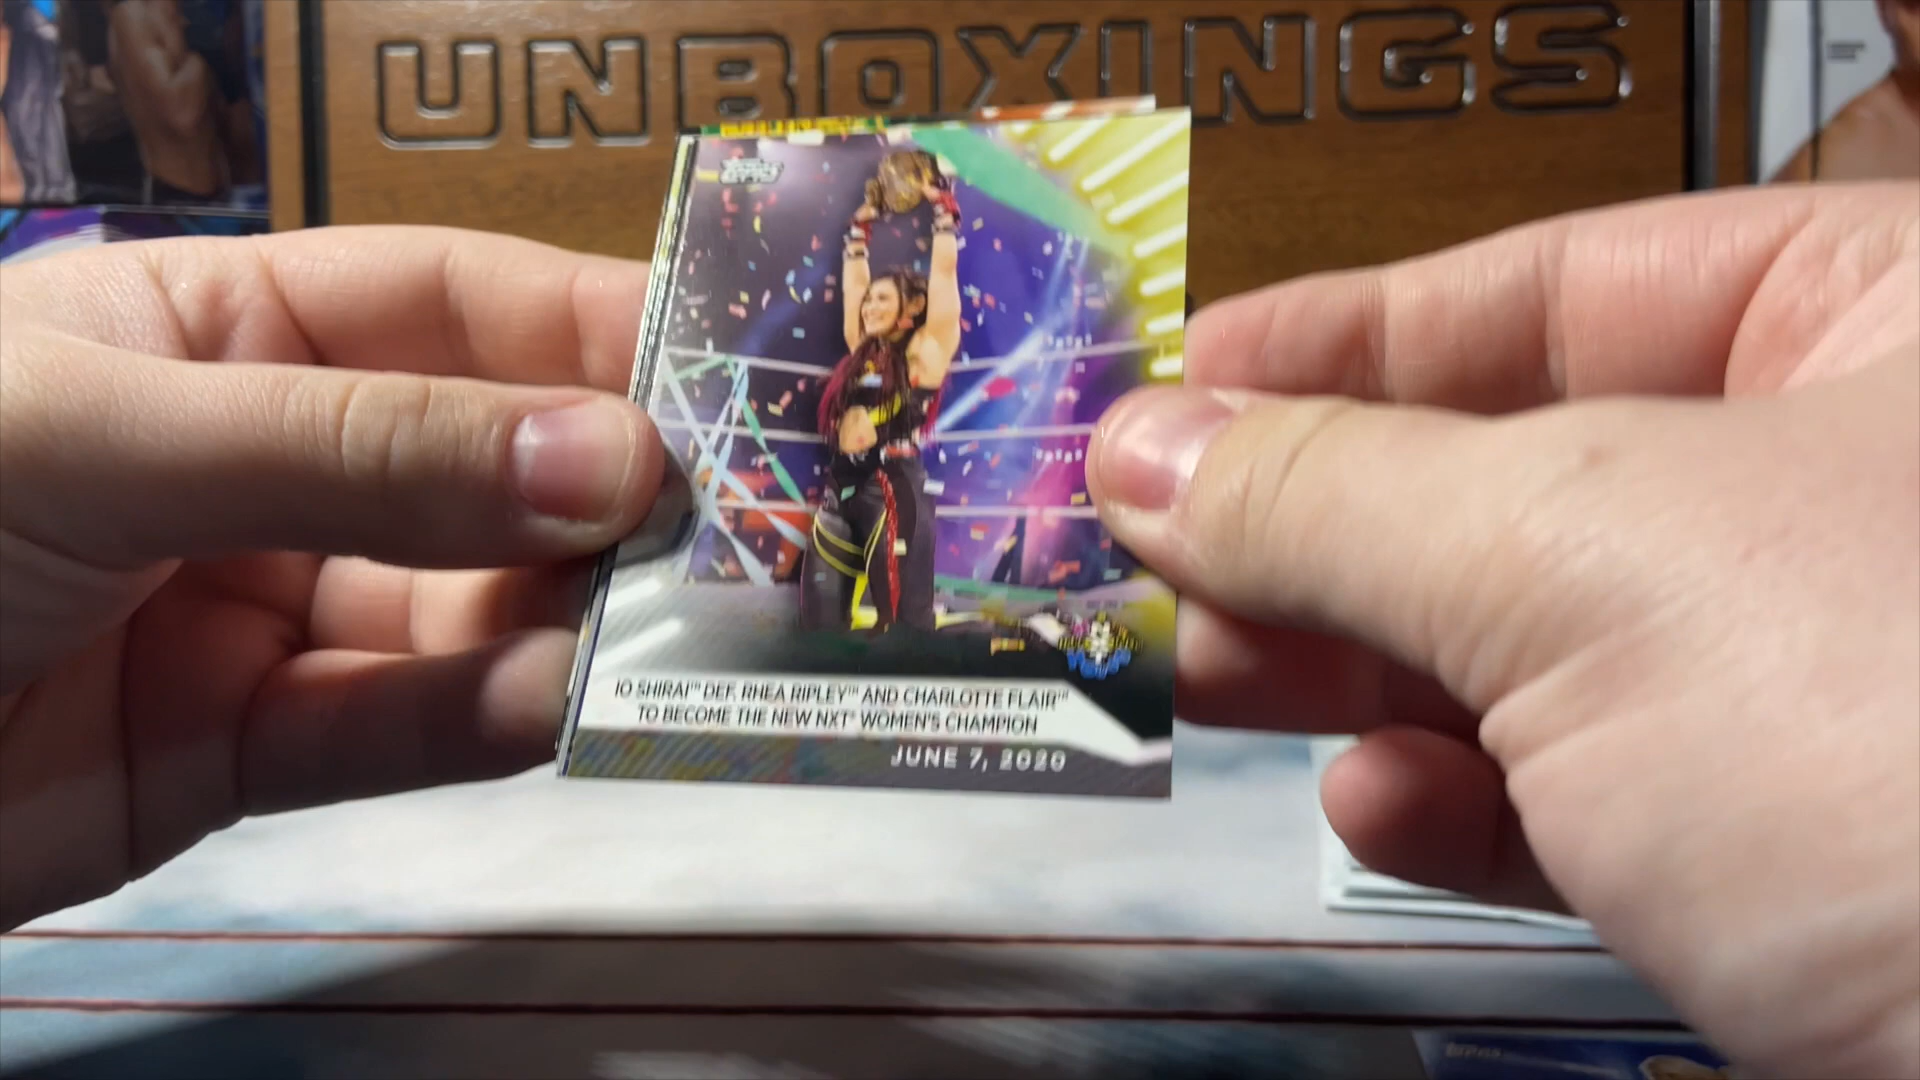 UNBOXINGS
IO SHIRAI™ DEF. RHEA RIPLEY™ AND CHARLOTTE FLAIR™
TO BECOME THE NEW NXT® WOMEN'S CHAMPION
JUNE 7, 2020